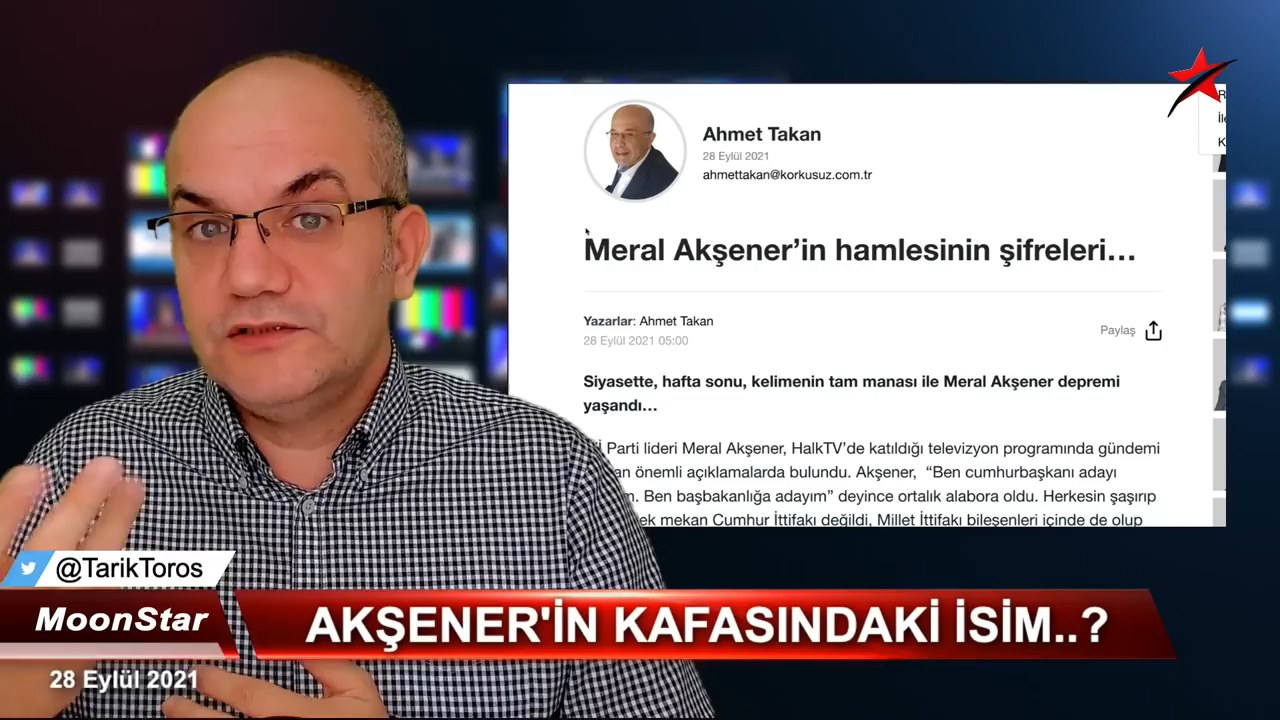 Ahmet Takan
28 Eylül 2021
ahmettakan@korkusuz.com.tr
Meral Akşener’in hamlesinin şifreleri…
Yazarlar: Ahmet Takan
28 Eylül 2021 05:00
Paylaş
Siyasette, hafta sonu, kelimenin tam manası ile Meral Akşener depremi
yaşandı…
Parti lideri Meral Akşener, HalkTV’de katıldığı televizyon programında gündemi
önemli açıklamalarda bulundu. Akşener, “Ben cumhurbaşkanı adayı
Ben başbakanlığa adayım” deyince ortalık alabora oldu. Herkesin şaşırıp
mekan Cumhur İttifakı değildi, Millet İttifakı bileşenleri içinde de olup
@TarikToros
MoonStar
AKŞENER'İN KAFASINDAKİ İSİM..?
28 Eylül 2021